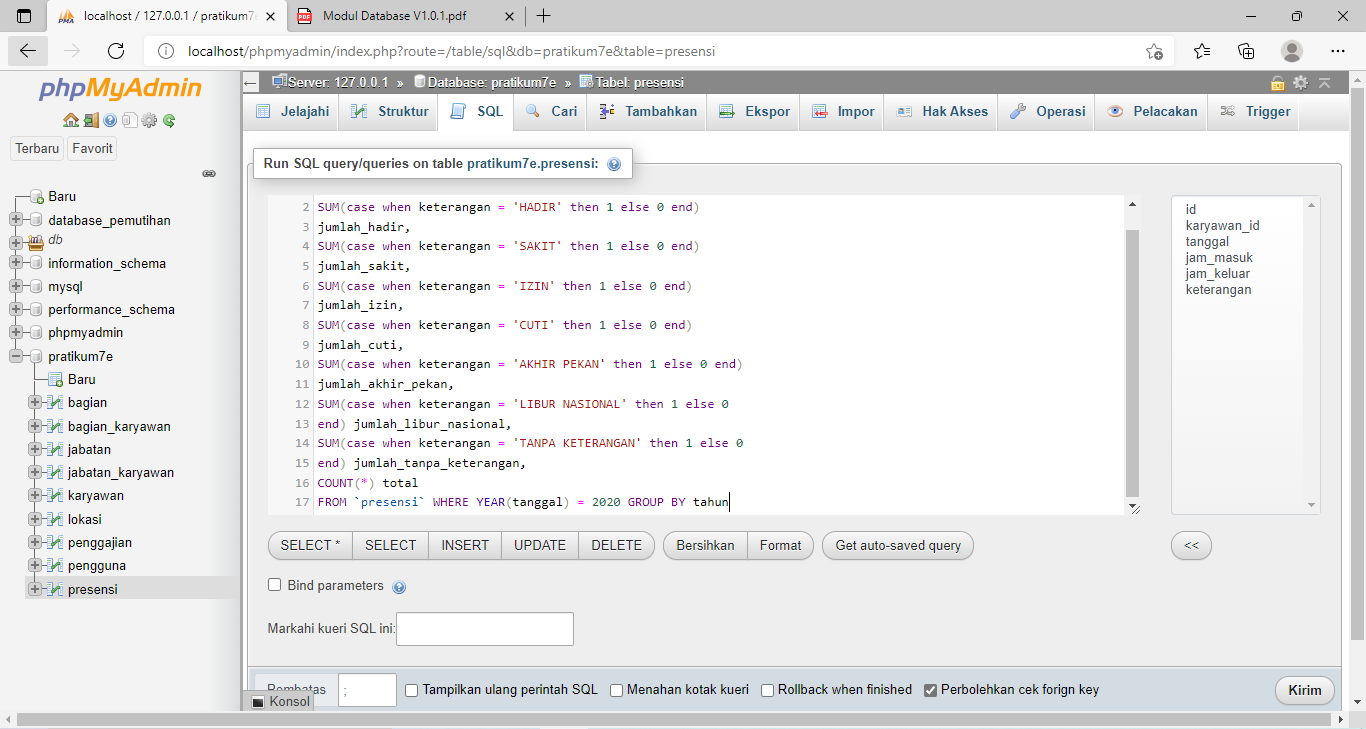 localhost / 127.0.0.1 / pratikum7
Modul Database V1.0.1.pdf
localhost/phpmyadmin/index.php?route=/table/sql&db=pratikum7e&table=presensi
phpMyAdmin
Terbaru
Favorit
Baru
database_pemutihan
db
information_schema
mysql
performance_schema
phpmyadmin
pratikum7e
Baru
bagian
bagian_karyawan
jabatan
jabatan_karyawan
karyawan
lokasi
penggajian
pengguna
presensi
Server: 127.0.0.1 » Database: pratikum7e » Tabel: presensi
Jelajahi Struktur SQL Cari Tambahkan Ekspor Impor Hak Akses Operasi Pelacakan Trigger
Run SQL query/queries on table pratikum7e.presensi:
2 SUM(case when keterangan = 'HADIR' then 1 else 0 end)
3 jumlah_hadir,
4 SUM(case when keterangan = 'SAKIT' then 1 else 0 end)
5 jumlah_sakit,
6 SUM(case when keterangan = 'IZIN' then 1 else 0 end)
7 jumlah_izin,
8 SUM(case when keterangan = 'CUTI' then 1 else 0 end)
9 jumlah_cuti,
10 SUM(case when keterangan = 'AKHIR PEKAN' then 1 else 0 end)
11 jumlah_akhir_pekan,
12 SUM(case when keterangan = 'LIBUR NASIONAL' then 1 else 0
13 end) jumlah_libur_nasional,
14 SUM(case when keterangan = 'TANPA KETERANGAN' then 1 else 0
15 end) jumlah_tanpa_keterangan,
16 COUNT(*) total
17 FROM `presensi` WHERE YEAR(tanggal) = 2020 GROUP BY tahun
id
karyawan_id
tanggal
jam_masuk
jam_keluar
keterangan
SELECT * SELECT INSERT UPDATE DELETE Bersihkan Format Get auto-saved query <<
Bind parameters
Markahi kueri SQL ini:
Pembatas ; Tampilkan ulang perintah SQL Menahan kotak kueri Rollback when finished Perbolehkan cek forign key Kirim
Konsol